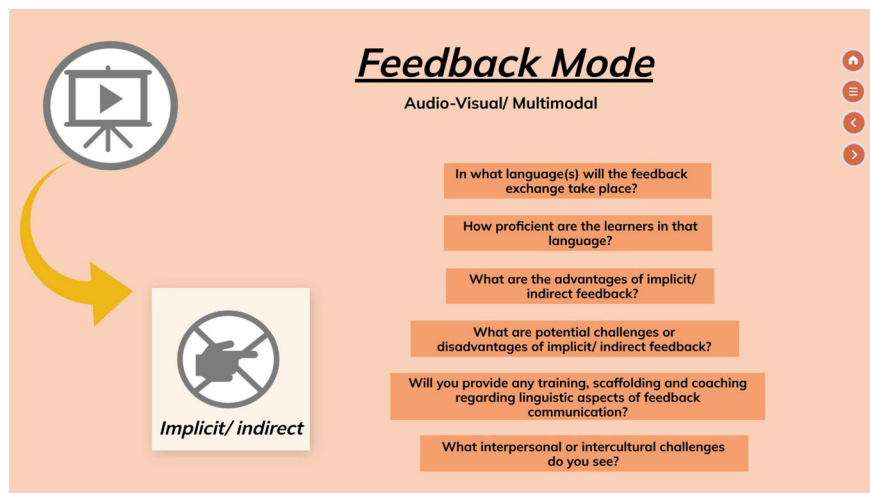 Feedback Mode
Audio-Visual/ Multimodal
In what language(s) will the feedback
exchange take place?
How proficient are the learners in that
language?
What are the advantages of implicit/
indirect feedback?
What are potential challenges or
disadvantages of implicit/ indirect feedback?
Will you provide any training, scaffolding and coaching
regarding linguistic aspects of feedback
communication?
What interpersonal or intercultural challenges
do you see?
Implicit/ indirect